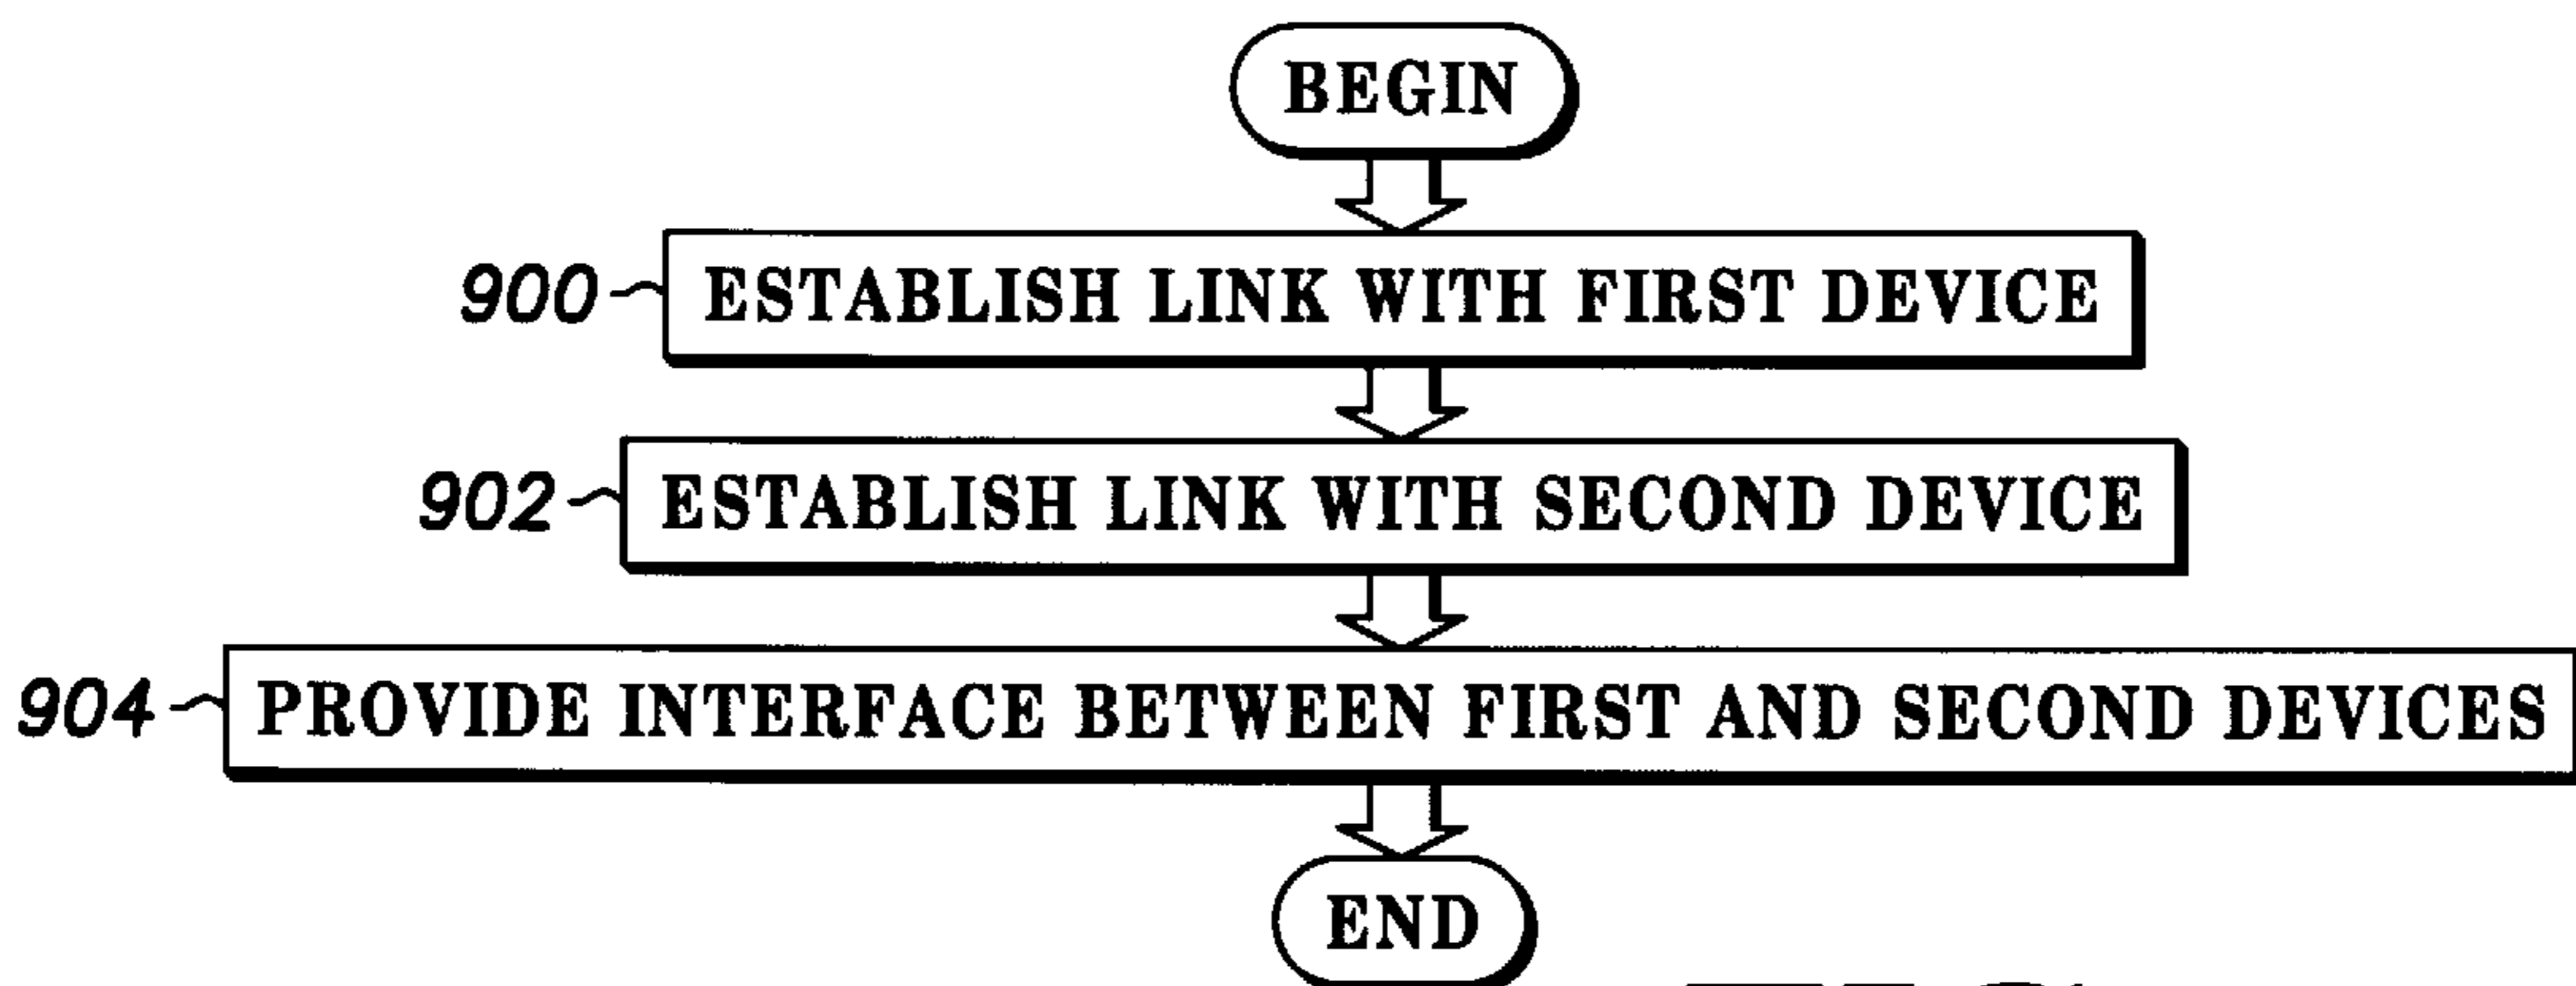 BEGIN
900 ESTABLISH LINK WITH FIRST DEVICE
902 ESTABLISH LINK WITH SECOND DEVICE
904 PROVIDE INTERFACE BETWEEN FIRST AND SECOND DEVICES
END